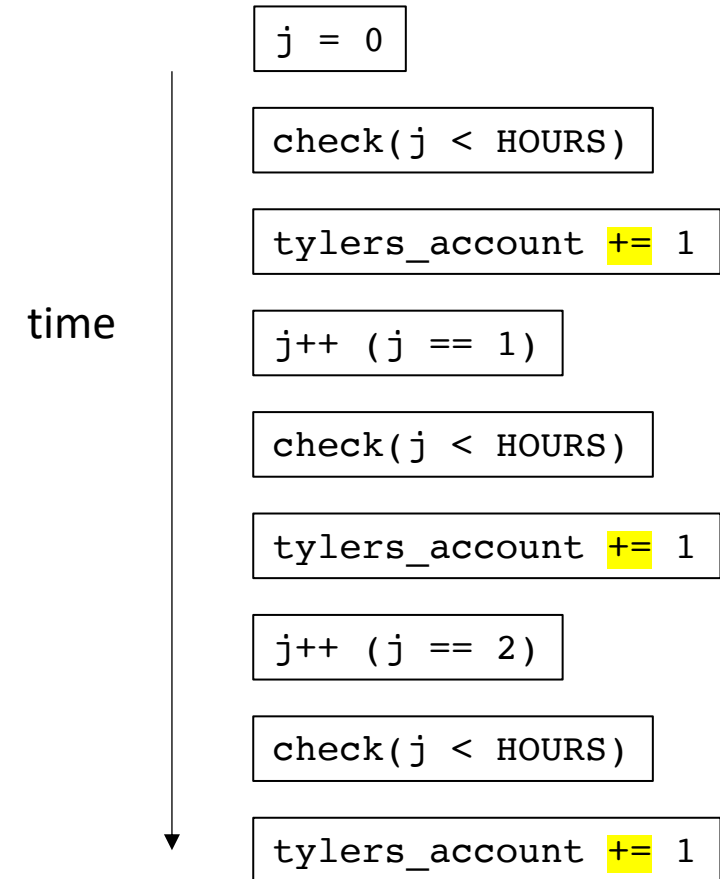 j = 0
check(j < HOURS)
tylers_account += 1
time
j++ (j == 1)
check(j < HOURS)
tylers_account += 1
j++ (j == 2)
check(j < HOURS)
tylers_account += 1